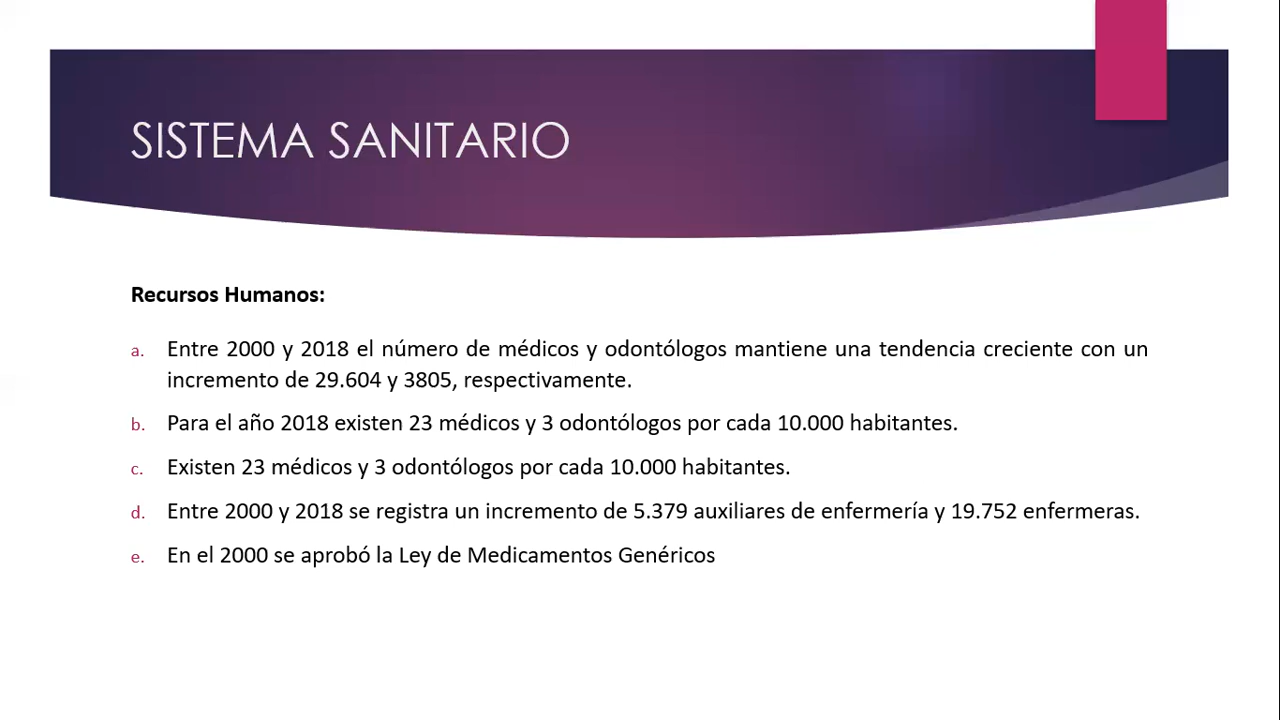 SISTEMA SANITARIO
Recursos Humanos:
a. Entre 2000 y 2018 el número de médicos y odontólogos mantiene una tendencia creciente con un
incremento de 29.604 y 3805, respectivamente.
b. Para el año 2018 existen 23 médicos y 3 odontólogos por cada 10.000 habitantes.
c. Existen 23 médicos y 3 odontólogos por cada 10.000 habitantes.
d. Entre 2000 y 2018 se registra un incremento de 5.379 auxiliares de enfermería y 19.752 enfermeras.
e. En el 2000 se aprobó la Ley de Medicamentos Genéricos